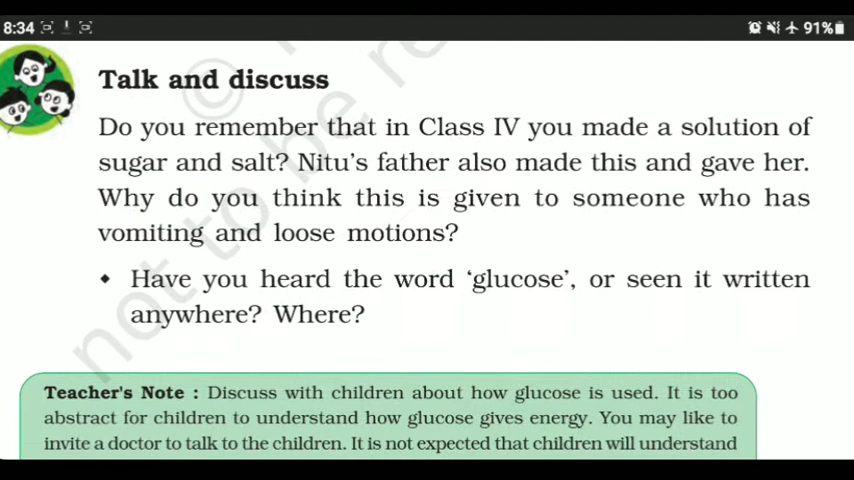 8:34
91%
Talk and discuss
Do you remember that in Class IV you made a solution of
sugar and salt? Nitu's father also made this and gave her.
Why do you think this is given to someone who has
vomiting and loose motions?
• Have you heard the word 'glucose', or seen it written
anywhere? Where?
Teacher's Note : Discuss with children about how glucose is used. It is too
abstract for children to understand how glucose gives energy. You may like to
invite a doctor to talk to the children. It is not expected that children will understand
© not to be re